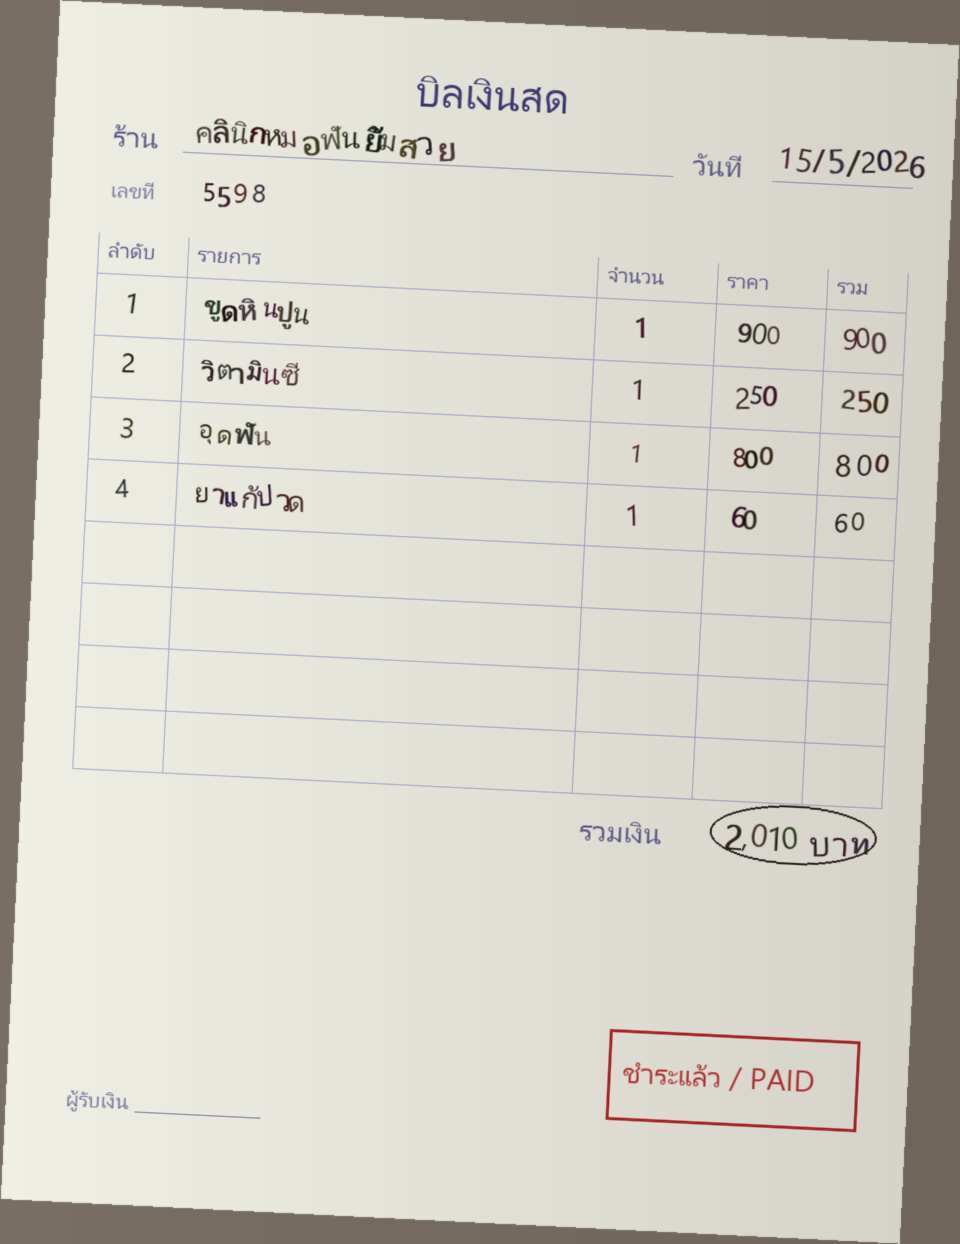 บิลเงินสด
ร้าน คลินิกหมอฟันยิ้มสวย วันที่ 15/5/2026
เลขที่ 5598
ลำดับ รายการ จำนวน ราคา รวม
1 ขูดหินปูน 1 900 900
2 วิตามินซี 1 250 250
3 อุดฟัน 1 800 800
4 ยาแก้ปวด 1 60 60
รวมเงิน 2,010 บาท
ชำระแล้ว / PAID
ผู้รับเงิน